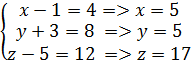 x − 1 = 4 => x = 5
y + 3 = 8 => y = 5
z − 5 = 12 => z = 17